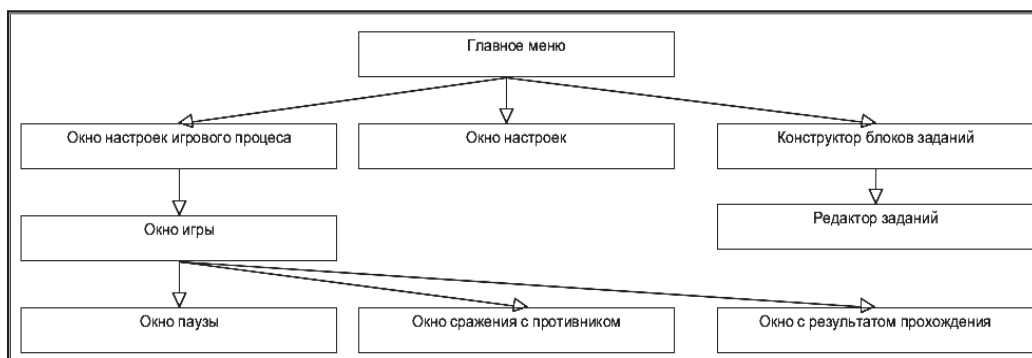 Главное меню
Окно настроек игрового процеса
Окно настроек
Конструктор блоков заданий
Окно игры
Редактор заданий
Окно паузы
Окно сражения с противником
Окно с результатом прохождения